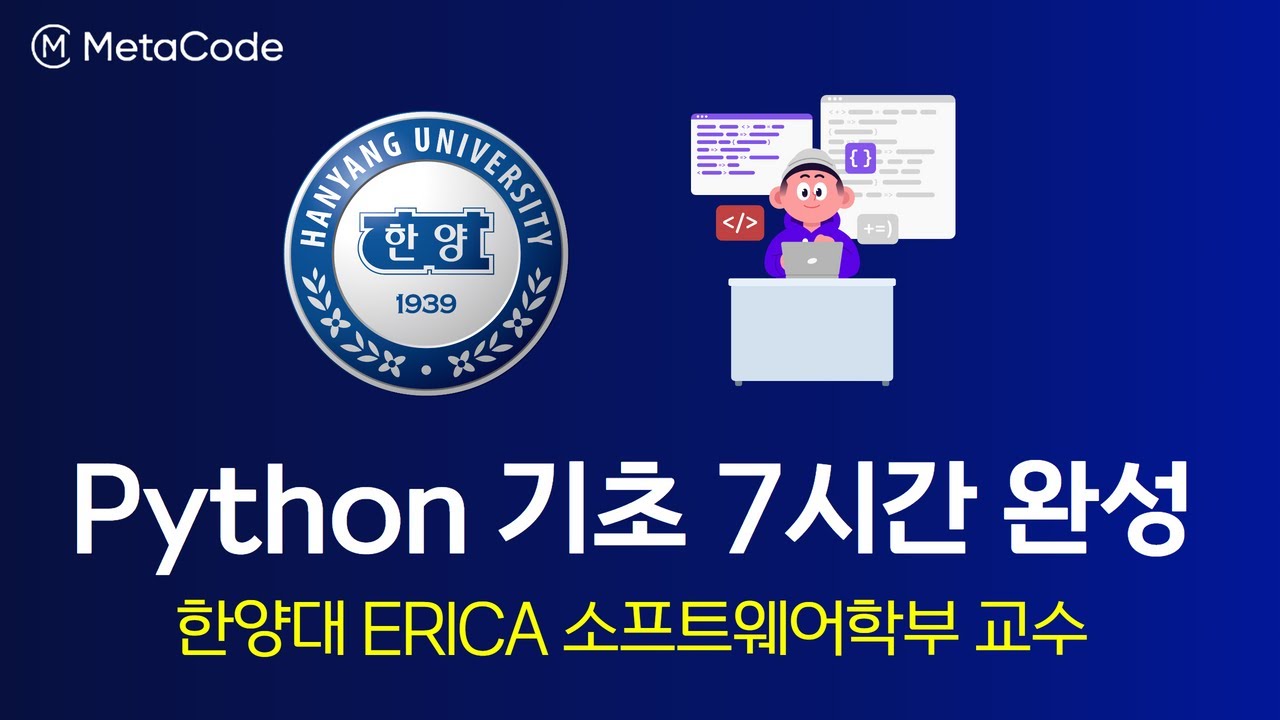 MetaCode
HANYANG UNIVERSITY
한양
1939
</>
{ }
+=)
Python 기초 7시간 완성
한양대 ERICA 소프트웨어학부 교수